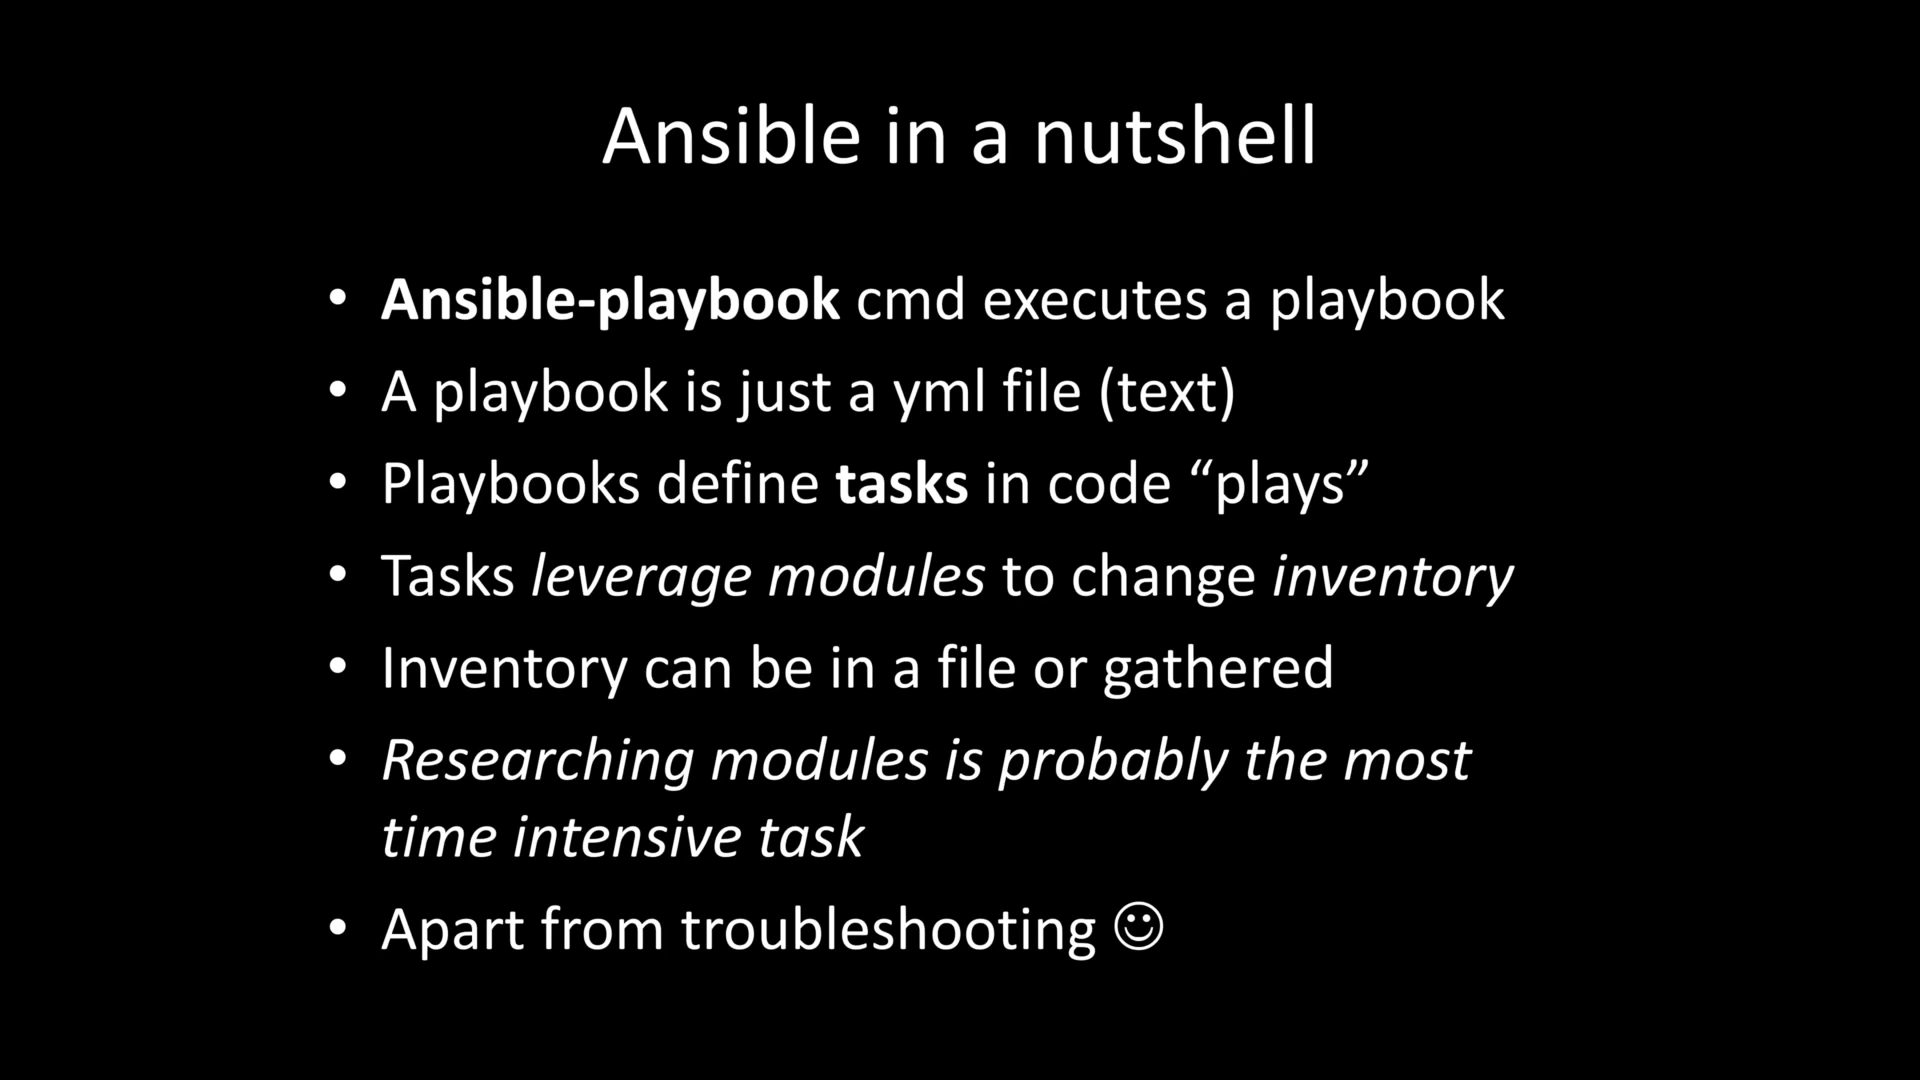 Ansible in a nutshell
• Ansible-playbook cmd executes a playbook
• A playbook is just a yml file (text)
• Playbooks define tasks in code “plays”
• Tasks leverage modules to change inventory
• Inventory can be in a file or gathered
• Researching modules is probably the most
time intensive task
• Apart from troubleshooting ☺